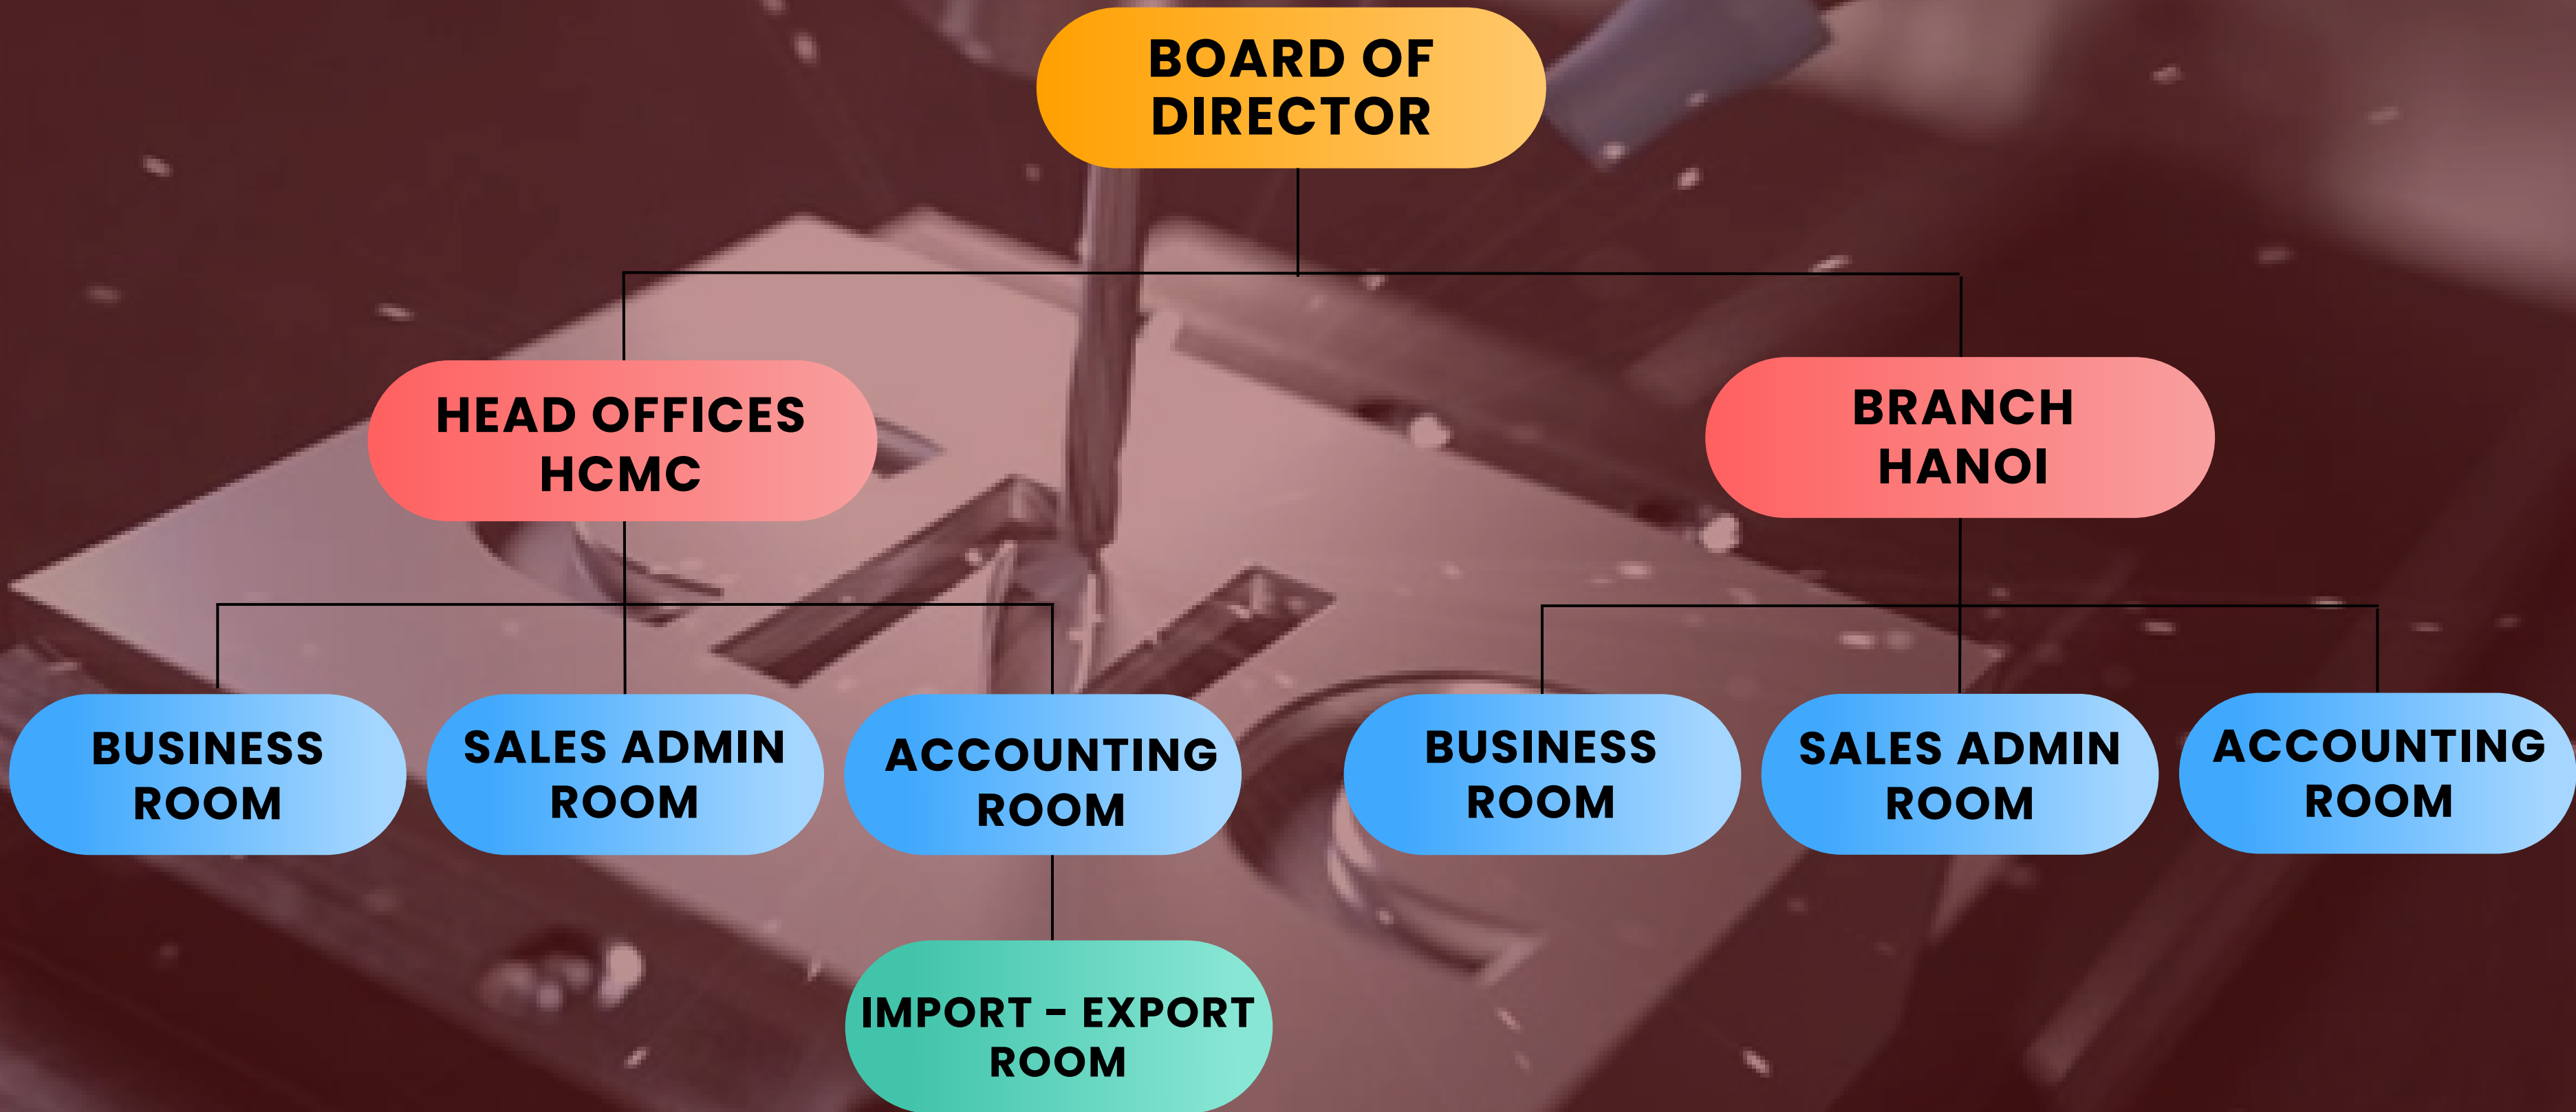 BOARD OF
DIRECTOR
HEAD OFFICES
HCMC
BRANCH
HANOI
BUSINESS
ROOM
SALES ADMIN
ROOM
ACCOUNTING
ROOM
BUSINESS
ROOM
SALES ADMIN
ROOM
ACCOUNTING
ROOM
IMPORT - EXPORT
ROOM